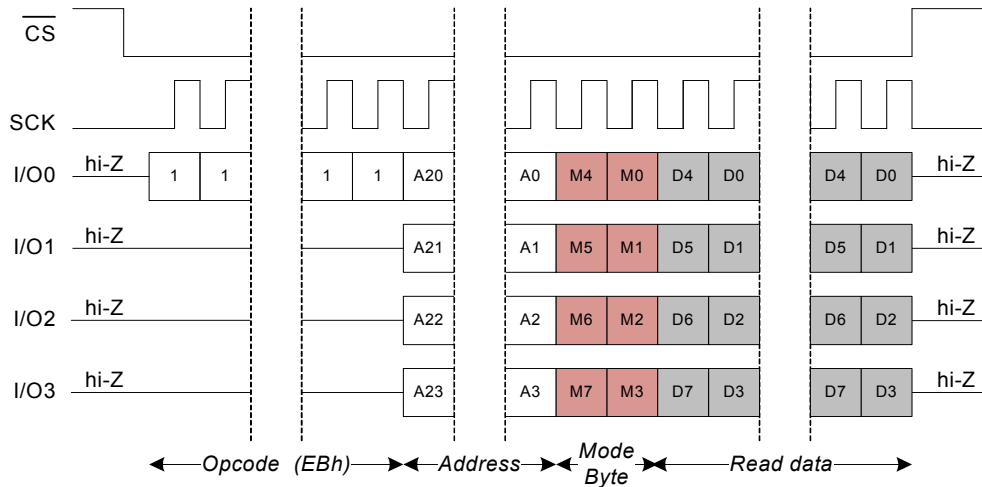 CS
SCK
I/O0 hi-Z 1 1 1 1 A20 A0 M4 M0 D4 D0 D4 D0 hi-Z
I/O1 hi-Z A21 A1 M5 M1 D5 D1 D5 D1 hi-Z
I/O2 hi-Z A22 A2 M6 M2 D6 D2 D6 D2 hi-Z
I/O3 hi-Z A23 A3 M7 M3 D7 D3 D7 D3 hi-Z
Opcode (EBh) Address Mode Byte Read data